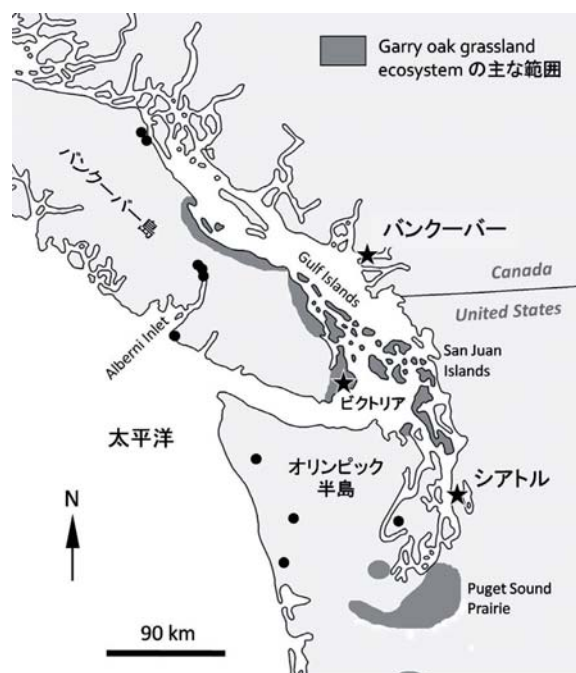 Garry oak grassland
ecosystem の主な範囲
バンクーバー島
バンクーバー
Gulf Islands
Canada
United States
Alberni Inlet
San Juan
Islands
ビクトリア
太平洋
オリンピック
半島
シアトル
N
Puget Sound
Prairie
90 km